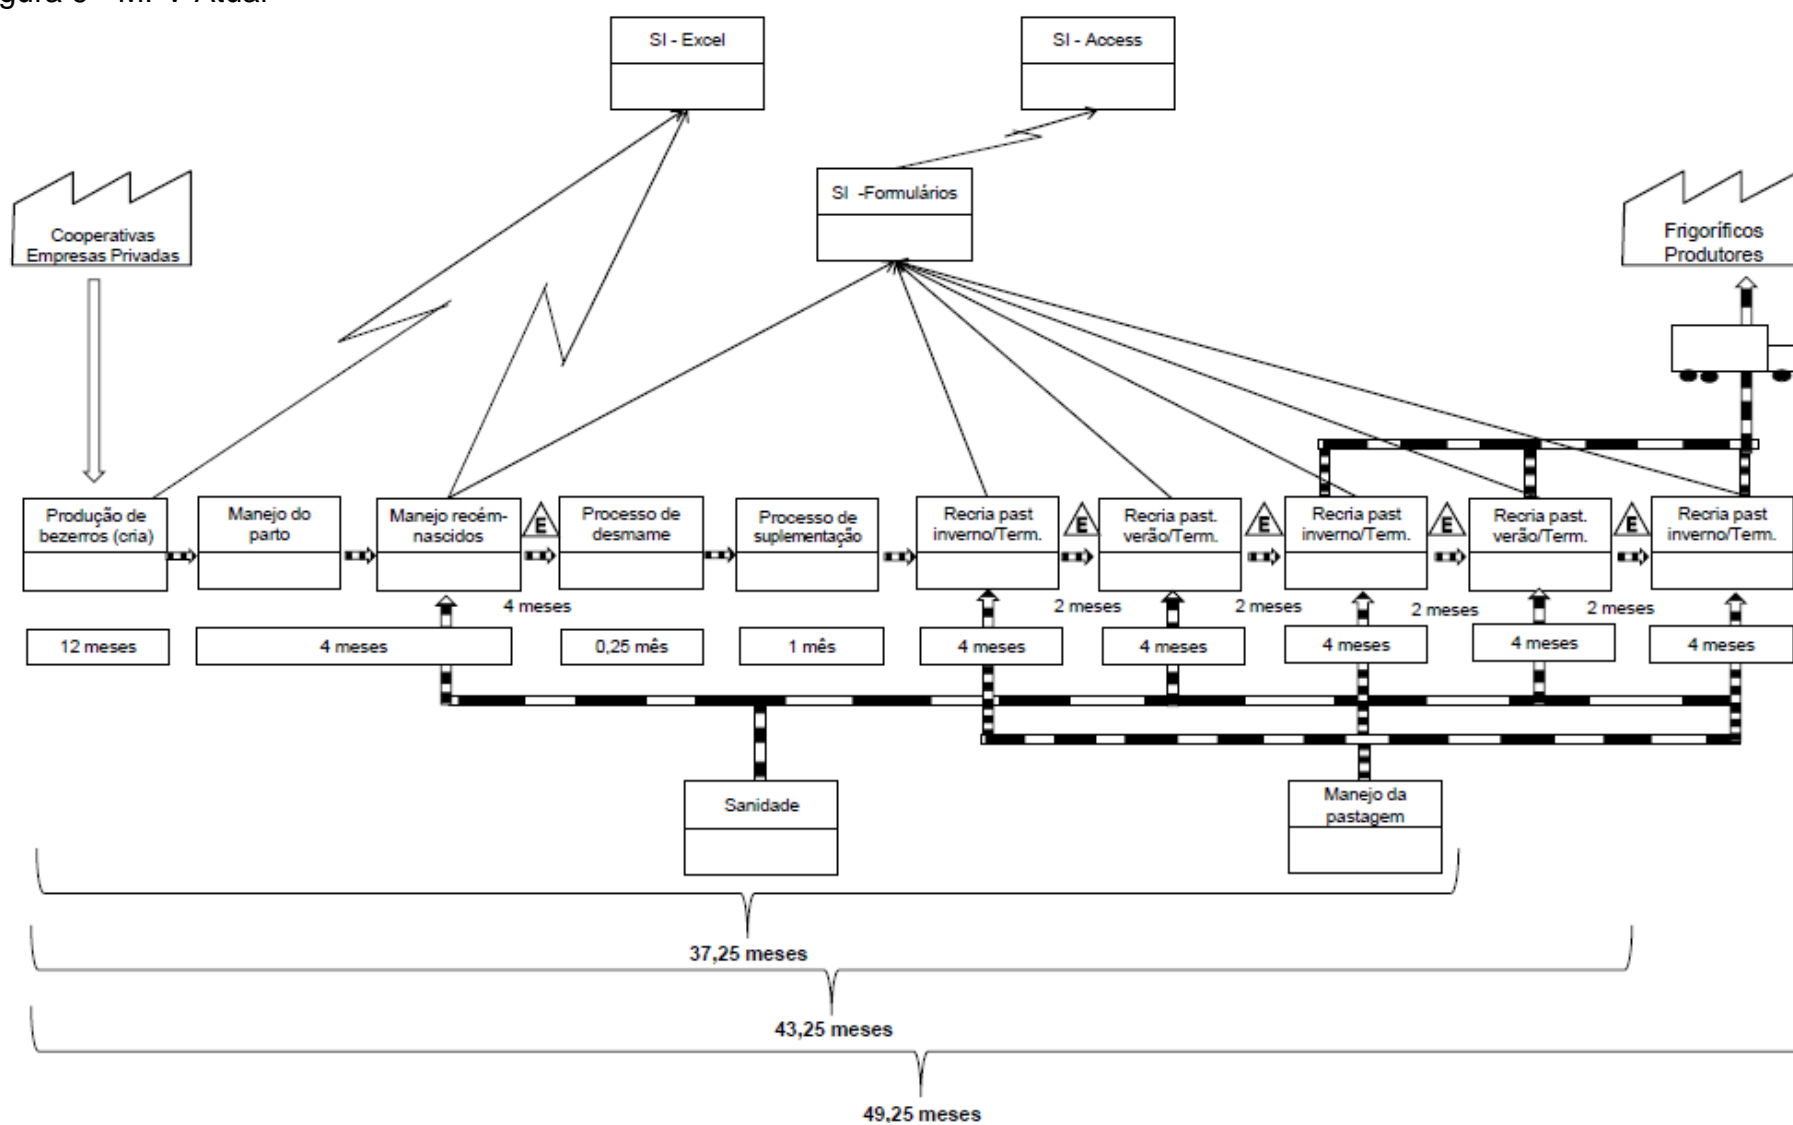 SI - Excel
SI - Access
SI -Formulários
Cooperativas
Empresas Privadas
Frigoríficos
Produtores
Produção de
bezerros (cria)
Manejo do
parto
Manejo recém-
nascidos
E
Processo de
desmame
Processo de
suplementação
Recria past
inverno/Term.
E
Recria past.
verão/Term.
E
Recria past
inverno/Term.
E
Recria past.
verão/Term.
E
Recria past
inverno/Term.
4 meses
2 meses
2 meses
2 meses
2 meses
12 meses
4 meses
0,25 mês
1 mês
4 meses
4 meses
4 meses
4 meses
4 meses
Sanidade
Manejo da
pastagem
37,25 meses
43,25 meses
49,25 meses